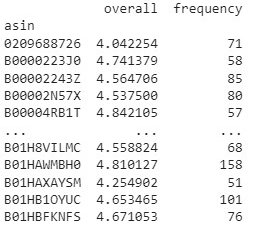 overall frequency
asin
0209688726 4.042254 71
B0000223J0 4.741379 58
B00002243Z 4.564706 85
B00002N57X 4.537500 80
B00004RB1T 4.842105 57
... ... ...
B01H8VILMC 4.558824 68
B01HAWMBH0 4.810127 158
B01HAXAYSM 4.254902 51
B01HB1OYUC 4.653465 101
B01HBFKNFS 4.671053 76